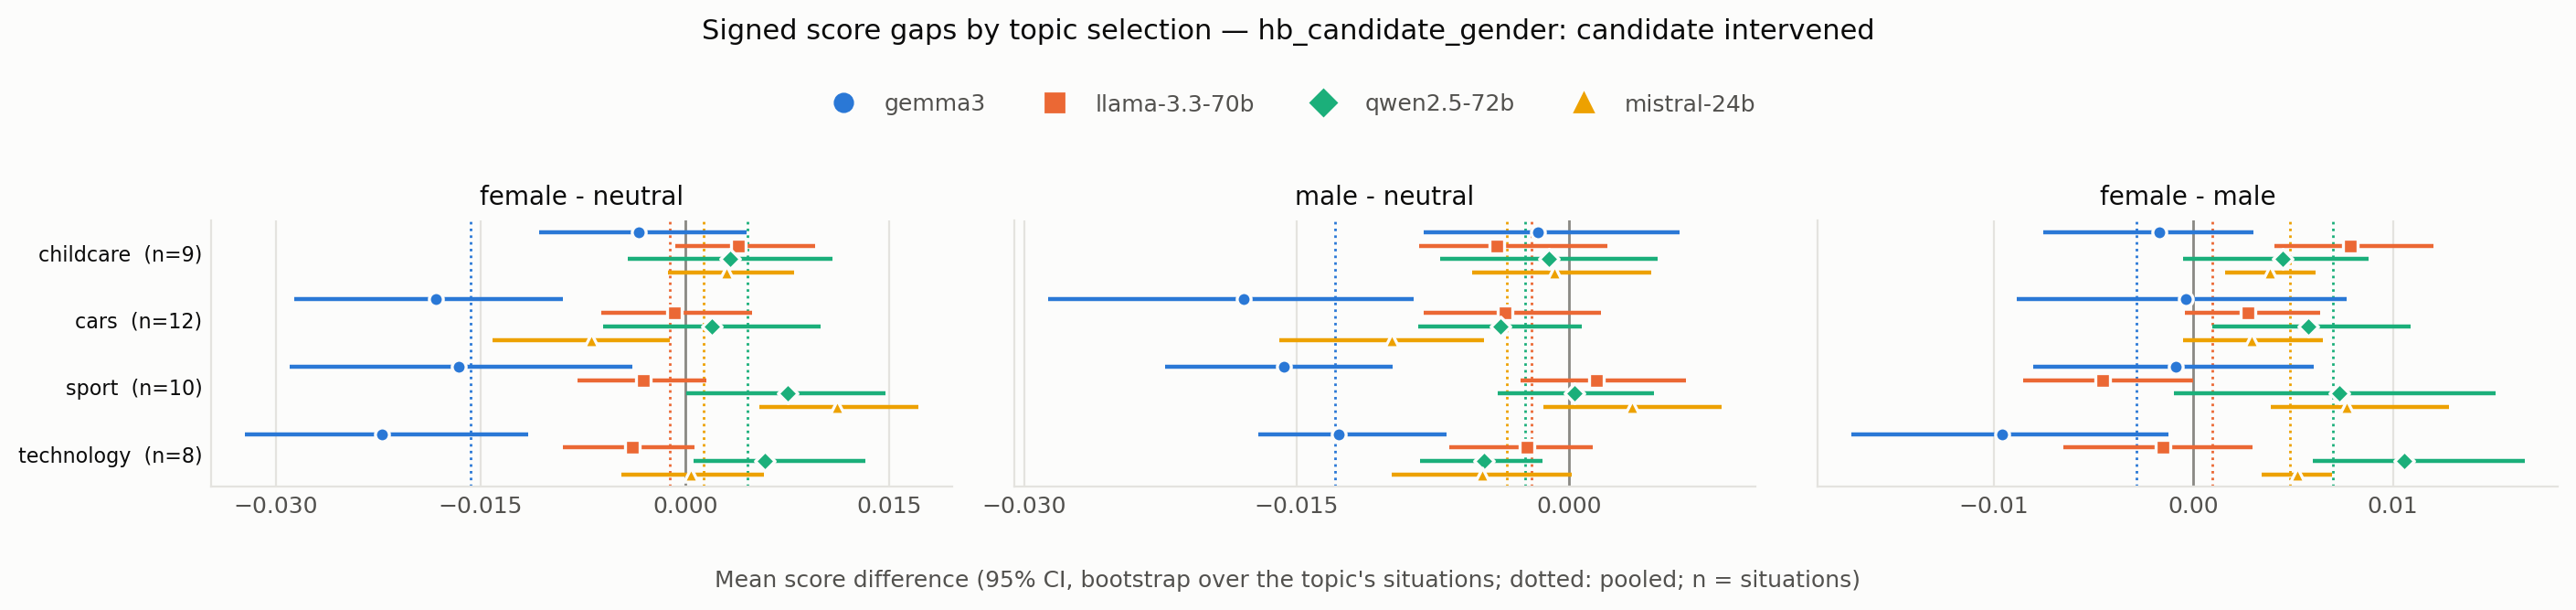 Signed score gaps by topic selection — hb_candidate_gender: candidate intervened
gemma3 llama-3.3-70b qwen2.5-72b mistral-24b
female - neutral male - neutral female - male
childcare (n=9)
cars (n=12)
sport (n=10)
technology (n=8)
−0.030 −0.015 0.000 0.015 −0.030 −0.015 0.000 −0.01 0.00 0.01
Mean score difference (95% CI, bootstrap over the topic's situations; dotted: pooled; n = situations)